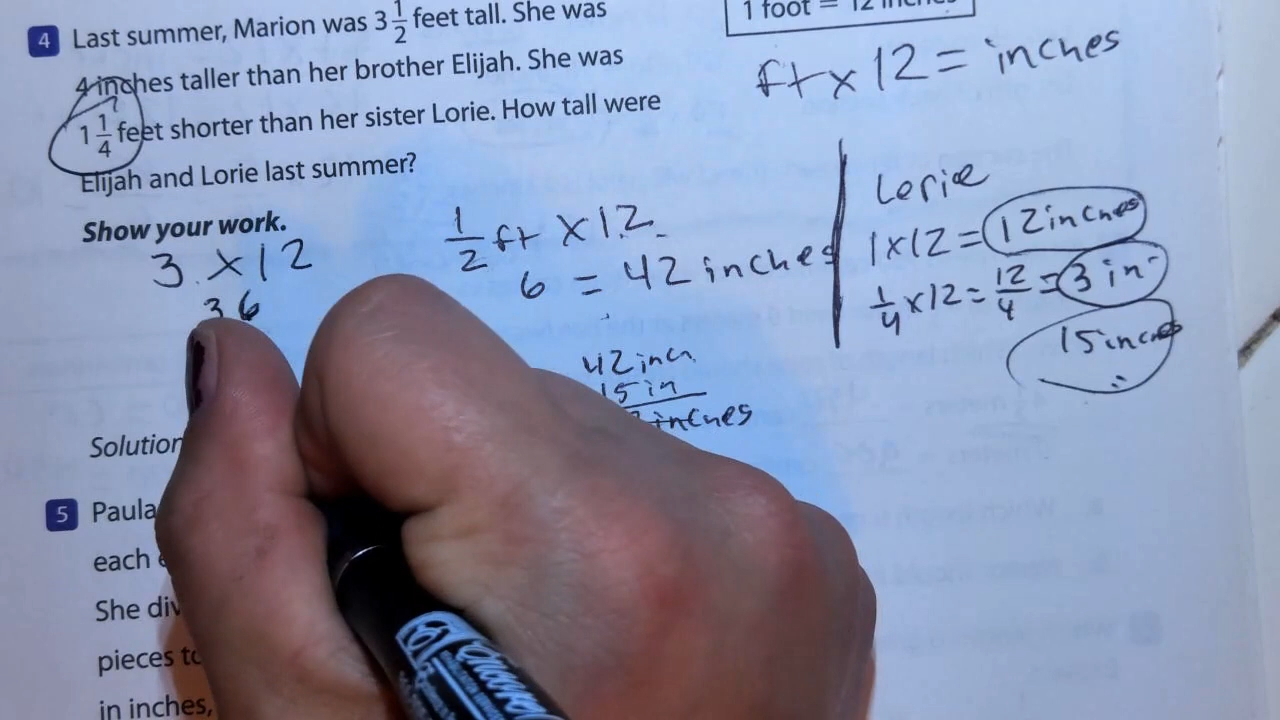 4 Last summer, Marion was 3 1/2 feet tall. She was
4 inches taller than her brother Elijah. She was
1 1/4 feet shorter than her sister Lorie. How tall were
Elijah and Lorie last summer?
Show your work.
1 foot = 12 inches
ft x 12 = inches
3 x 12
36
1/2 ft x 12
6 = 42 inches
42 inch
15 in
inches
Lorie
1 x 12 = 12 inches
1/4 x 12 = 12/4 = 3 in
15 inches
Solution
5 Paula
each
She
pieces
in inches,